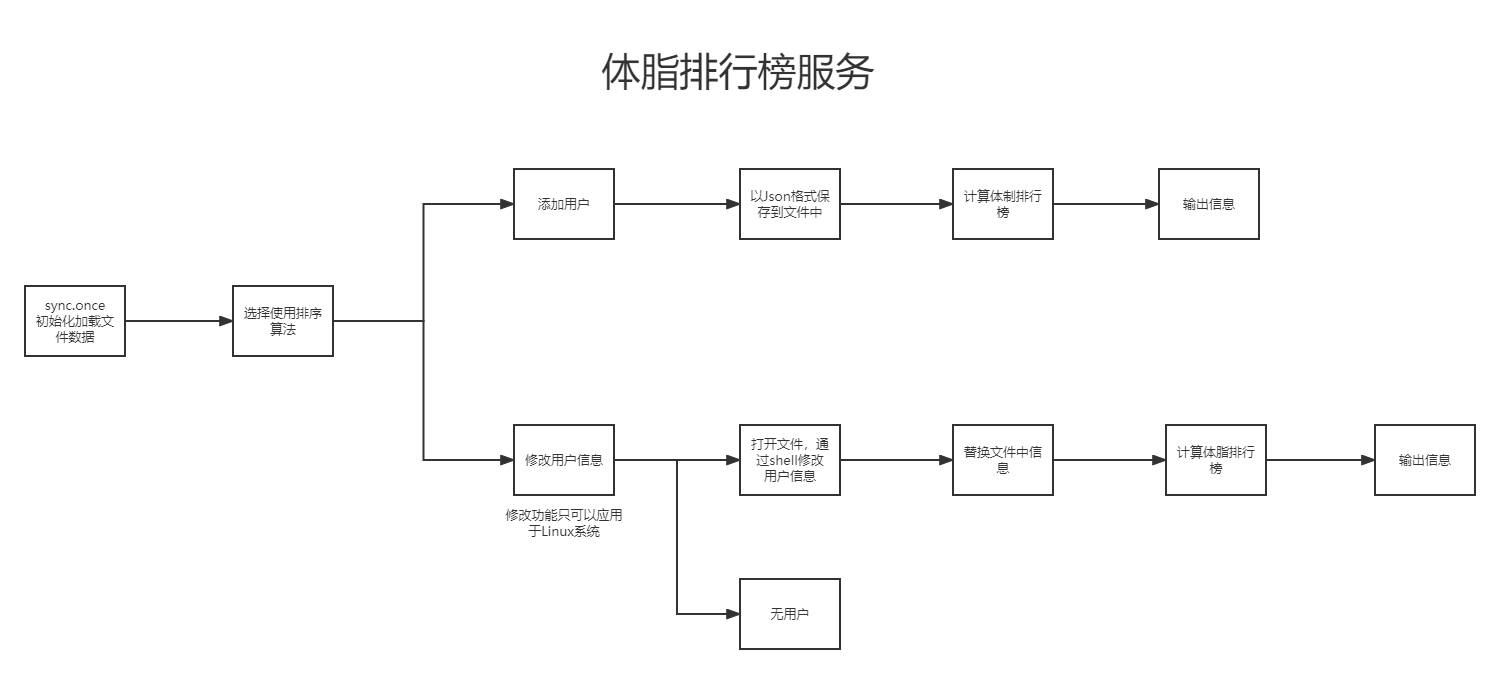 体脂排行榜服务
添加用户
以Json格式保
存到文件中
计算体制排行
榜
输出信息
sync.once
初始化加载文
件数据
选择使用排序
算法
修改用户信息
修改功能只可以应用
于Linux系统
打开文件，通
过shell修改
用户信息
替换文件中信
息
计算体脂排行
榜
输出信息
无用户